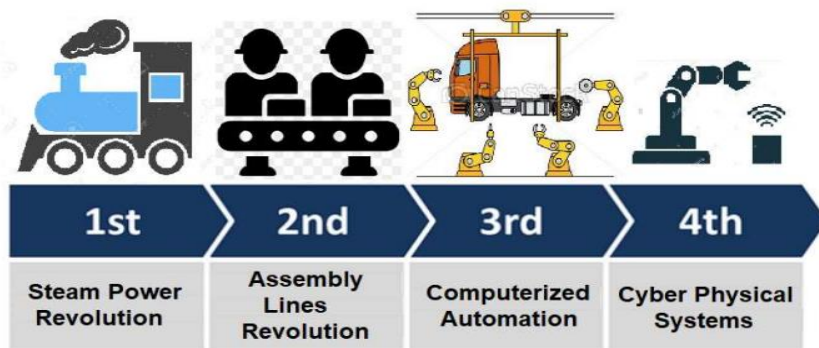 1st
2nd
3rd
4th
Steam Power
Revolution
Assembly
Lines
Revolution
Computerized
Automation
Cyber Physical
Systems